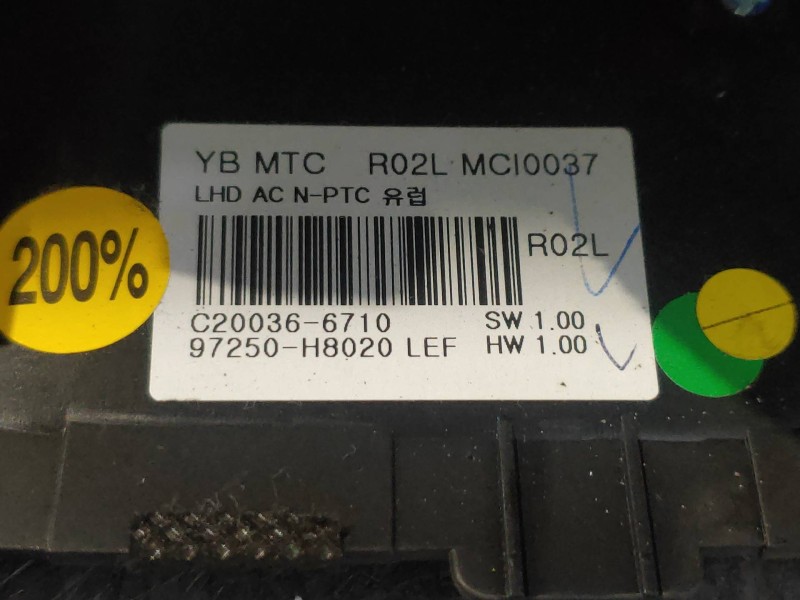 YB MTC R02L MCI0037
LHD AC N-PTC 유럽
R02L
200%
C20036-6710 SW 1.00
97250-H8020 LEF HW 1.00